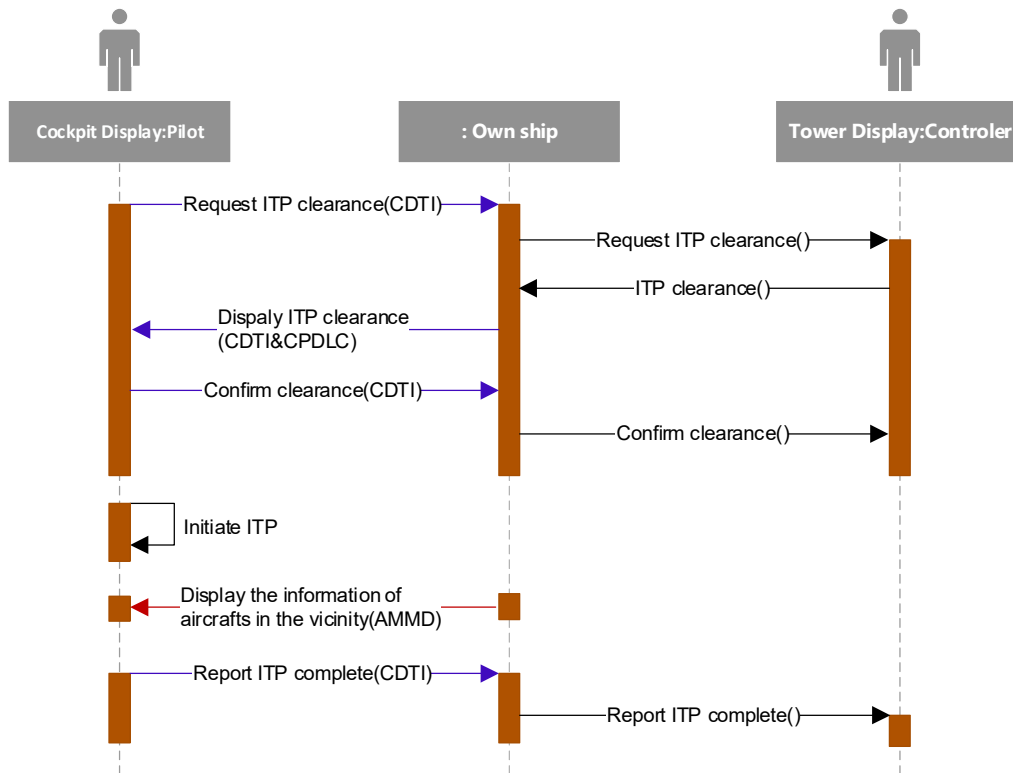 Cockpit Display:Pilot
: Own ship
Tower Display:Controler
Request ITP clearance(CDTI)
Request ITP clearance()
ITP clearance()
Dispaly ITP clearance
(CDTI&CPDLC)
Confirm clearance(CDTI)
Confirm clearance()
Initiate ITP
Display the information of
aircrafts in the vicinity(AMMD)
Report ITP complete(CDTI)
Report ITP complete()